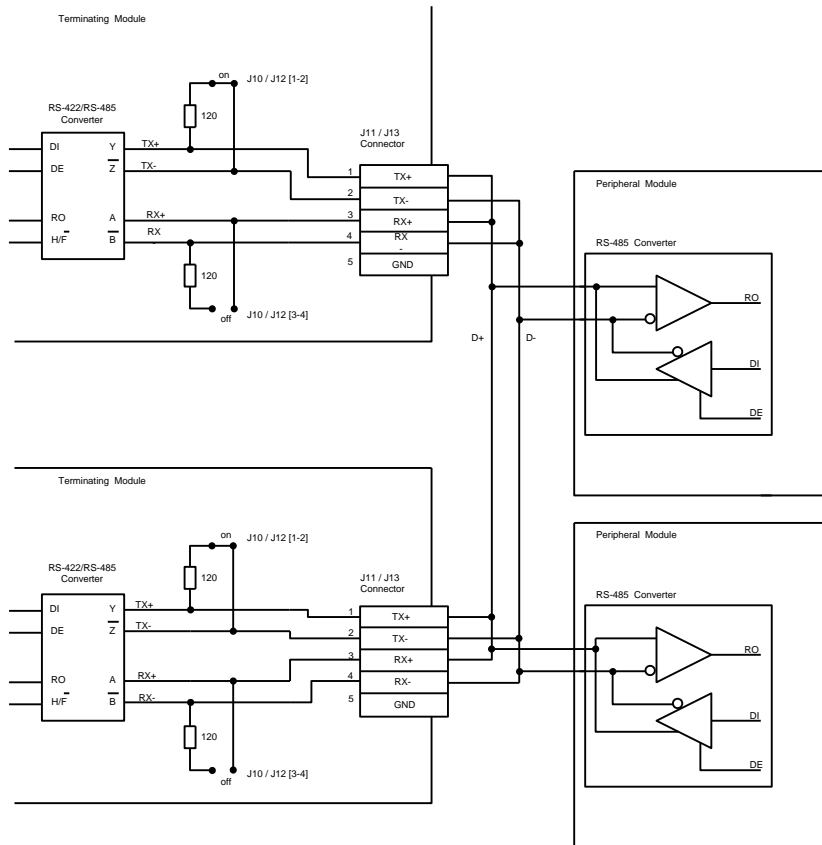 Terminating Module
on J10 / J12 [1-2]
120
RS-422/RS-485
Converter
J11 / J13
Connector
DI Y TX+
DE Z TX-
RO A RX+
H/F B RX
-
1 TX+
2 TX-
3 RX+
4 RX
-
5 GND
120
off J10 / J12 [3-4]
D+ D-
Peripheral Module
RS-485 Converter
RO
DI
DE
Terminating Module
on J10 / J12 [1-2]
120
RS-422/RS-485
Converter
J11 / J13
Connector
DI Y TX+
DE Z TX-
RO A RX+
H/F B RX-
1 TX+
2 TX-
3 RX+
4 RX-
5 GND
120
off J10 / J12 [3-4]
Peripheral Module
RS-485 Converter
RO
DI
DE